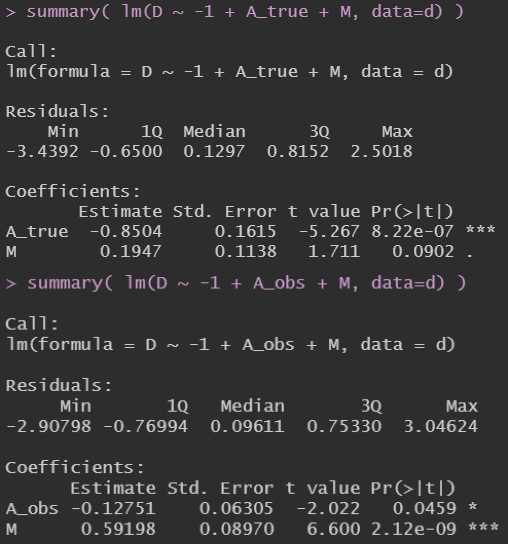 > summary( lm(D ~ -1 + A_true + M, data=d) )
Call:
lm(formula = D ~ -1 + A_true + M, data = d)
Residuals:
Min 1Q Median 3Q Max
-3.4392 -0.6500 0.1297 0.8152 2.5018
Coefficients:
Estimate Std. Error t value Pr(>|t|)
A_true -0.8504 0.1615 -5.267 8.22e-07 ***
M 0.1947 0.1138 1.711 0.0902 .
> summary( lm(D ~ -1 + A_obs + M, data=d) )
Call:
lm(formula = D ~ -1 + A_obs + M, data = d)
Residuals:
Min 1Q Median 3Q Max
-2.90798 -0.76994 0.09611 0.75330 3.04624
Coefficients:
Estimate Std. Error t value Pr(>|t|)
A_obs -0.12751 0.06305 -2.022 0.0459 *
M 0.59198 0.08970 6.600 2.12e-09 ***